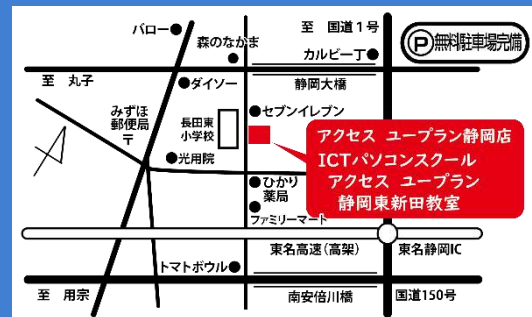 バロー
至 国道1号
P無料駐車場完備
森のなかま
カルビー丁
至 丸子
ダイソー
静岡大橋
みずほ
郵便局
〒
長田東
小学校
セブンイレブン
アクセス ユープラン静岡店
ICTパソコンスクール
アクセス ユープラン
静岡東新田教室
光用院
ひかり
薬局
ファミリーマート
東名高速(高架)
東名静岡IC
トマトボウル
至 用宗
南安倍川橋
国道150号